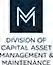 DIVISION OF
CAPITAL ASSET
MANAGEMENT &
MAINTENANCE